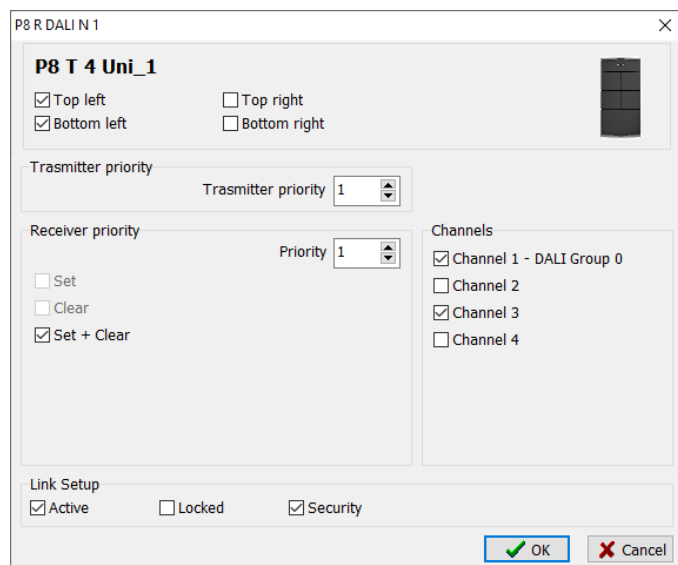 P8 R DALI N 1
P8 T 4 Uni_1
Top left
Top right
Bottom left
Bottom right
Trasmitter priority
Trasmitter priority 1
Receiver priority
Priority 1
Set
Clear
Set + Clear
Channels
Channel 1 - DALI Group 0
Channel 2
Channel 3
Channel 4
Link Setup
Active
Locked
Security
OK
Cancel